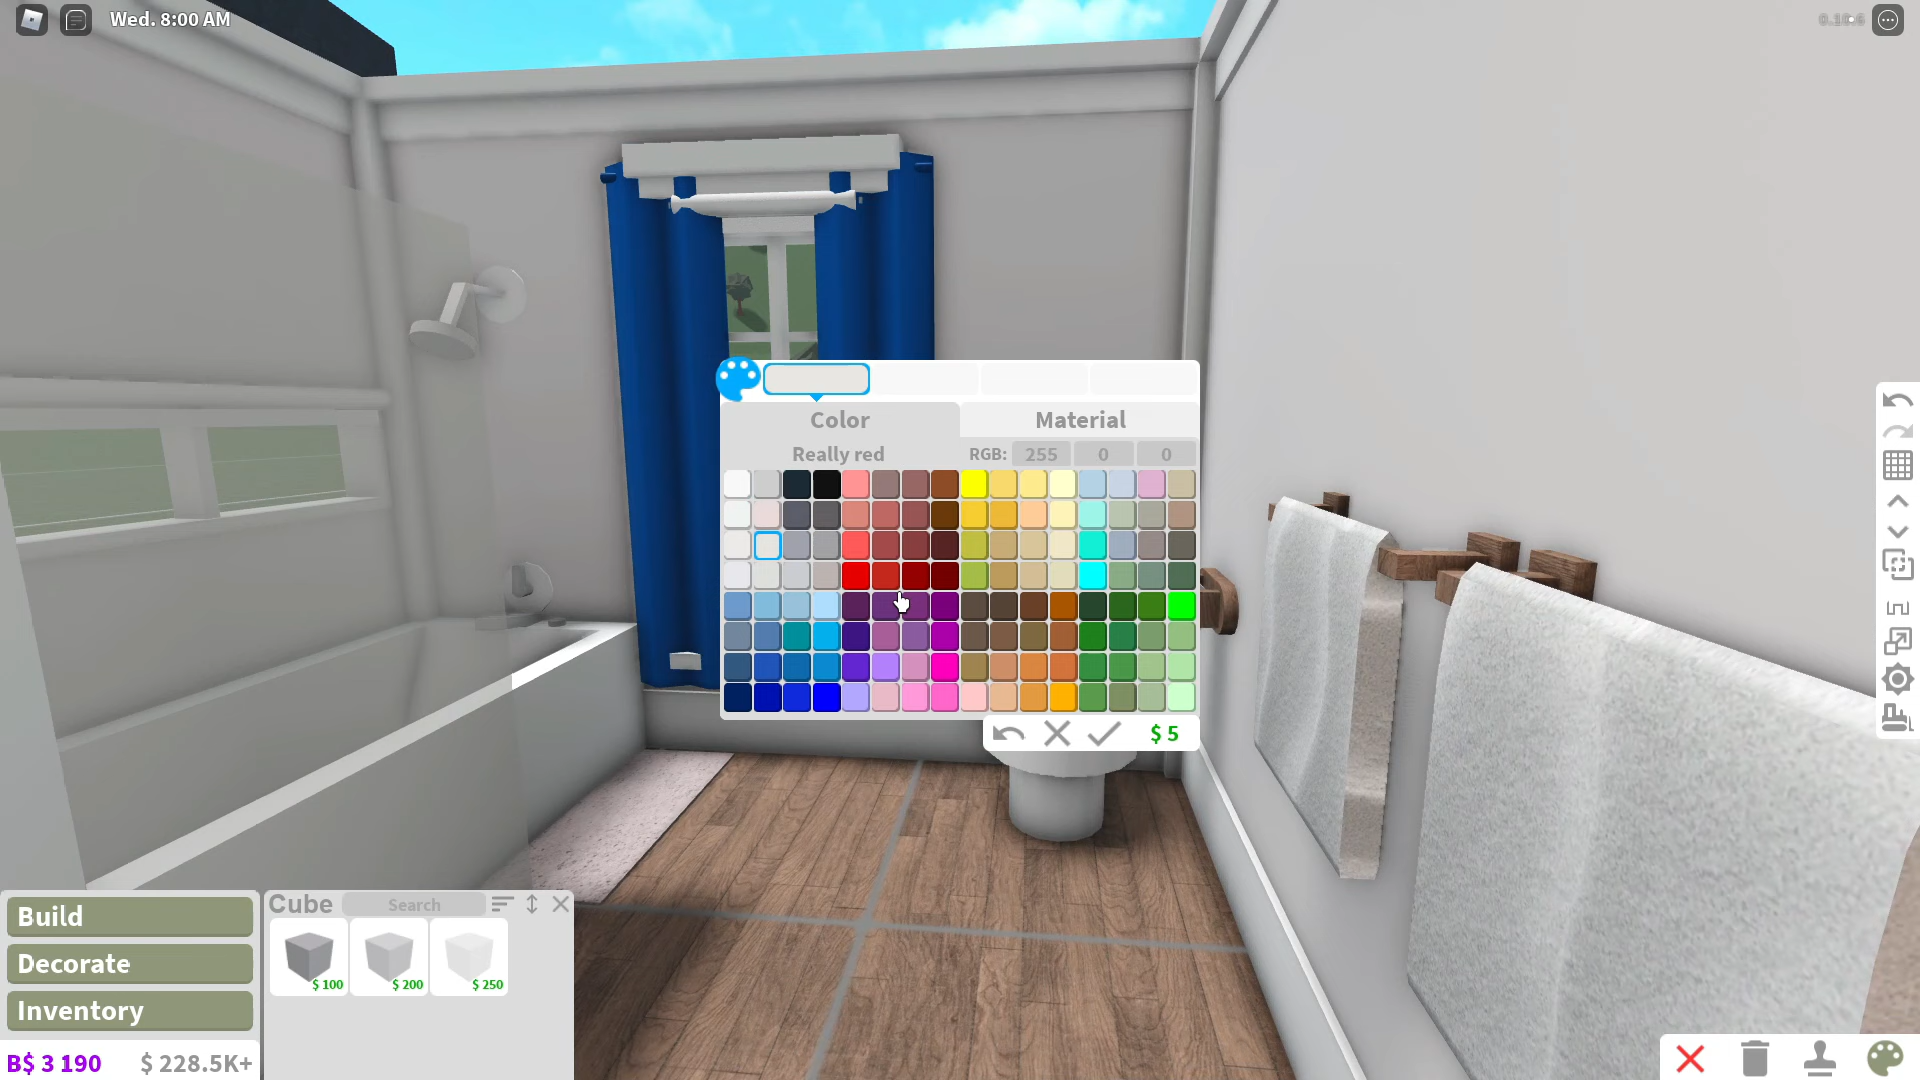 Wed. 8:00 AM
Color
Material
Really red
RGB: 255 0 0
$ 5
Build
Decorate
Inventory
B$ 3 190
$ 228.5K+
Cube
Search
$ 100
$ 200
$ 250